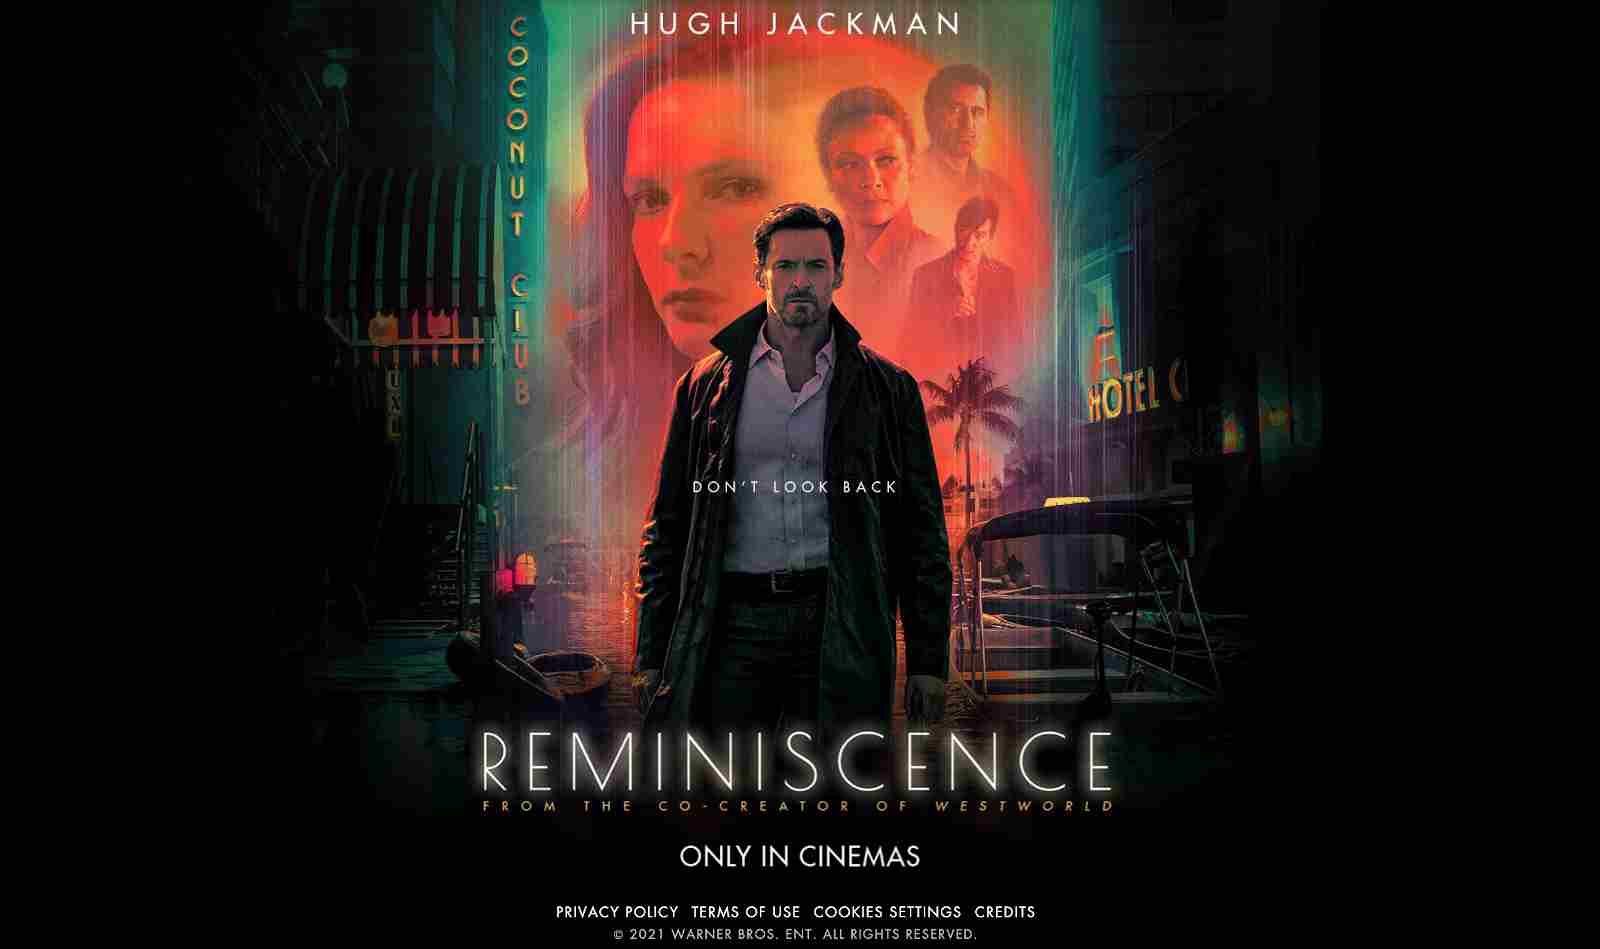 HUGH JACKMAN
COCONUT CLUB
HOTEL C
DON'T LOOK BACK
REMINISCENCE
FROM THE CO-CREATOR OF WESTWORLD
ONLY IN CINEMAS
PRIVACY POLICY TERMS OF USE COOKIES SETTINGS CREDITS
© 2021 WARNER BROS. ENT. ALL RIGHTS RESERVED.